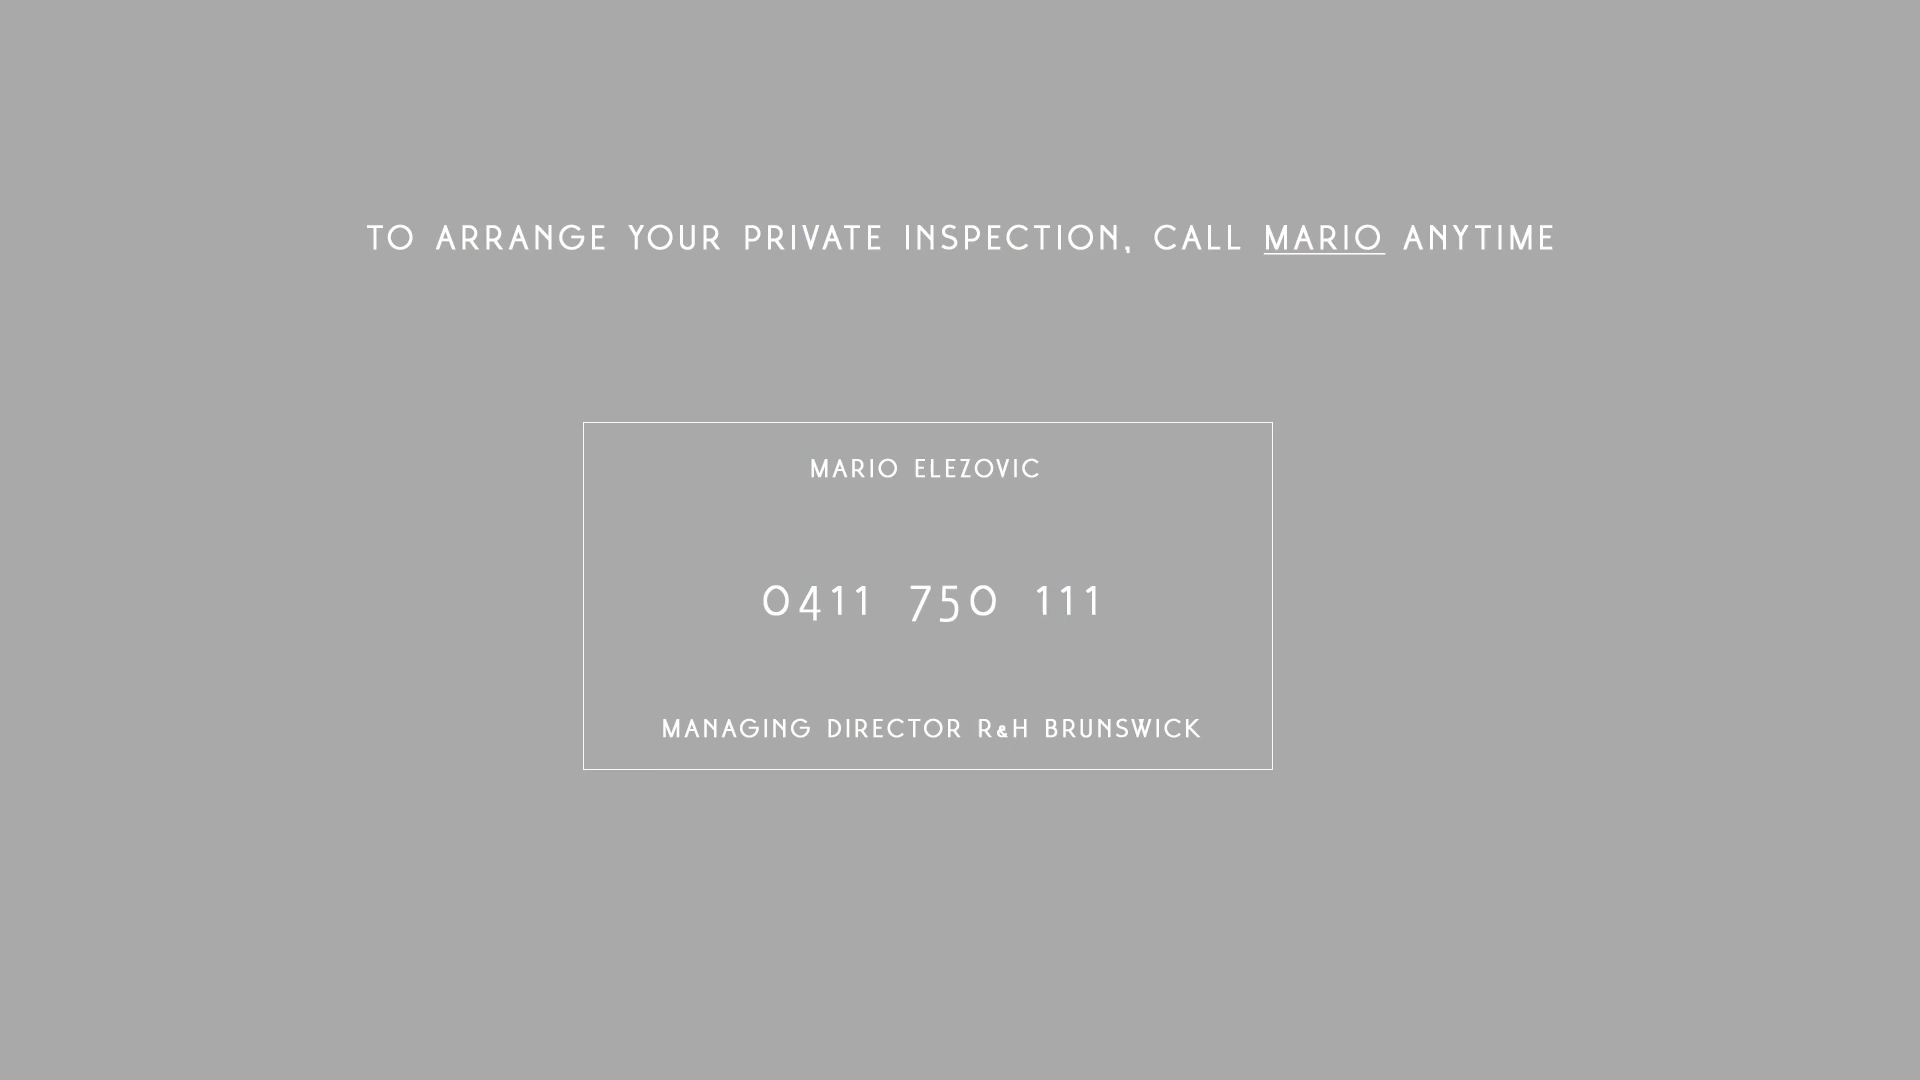 TO ARRANGE YOUR PRIVATE INSPECTION, CALL MARIO ANYTIME
MARIO ELEZOVIC
0411 750 111
MANAGING DIRECTOR R&H BRUNSWICK